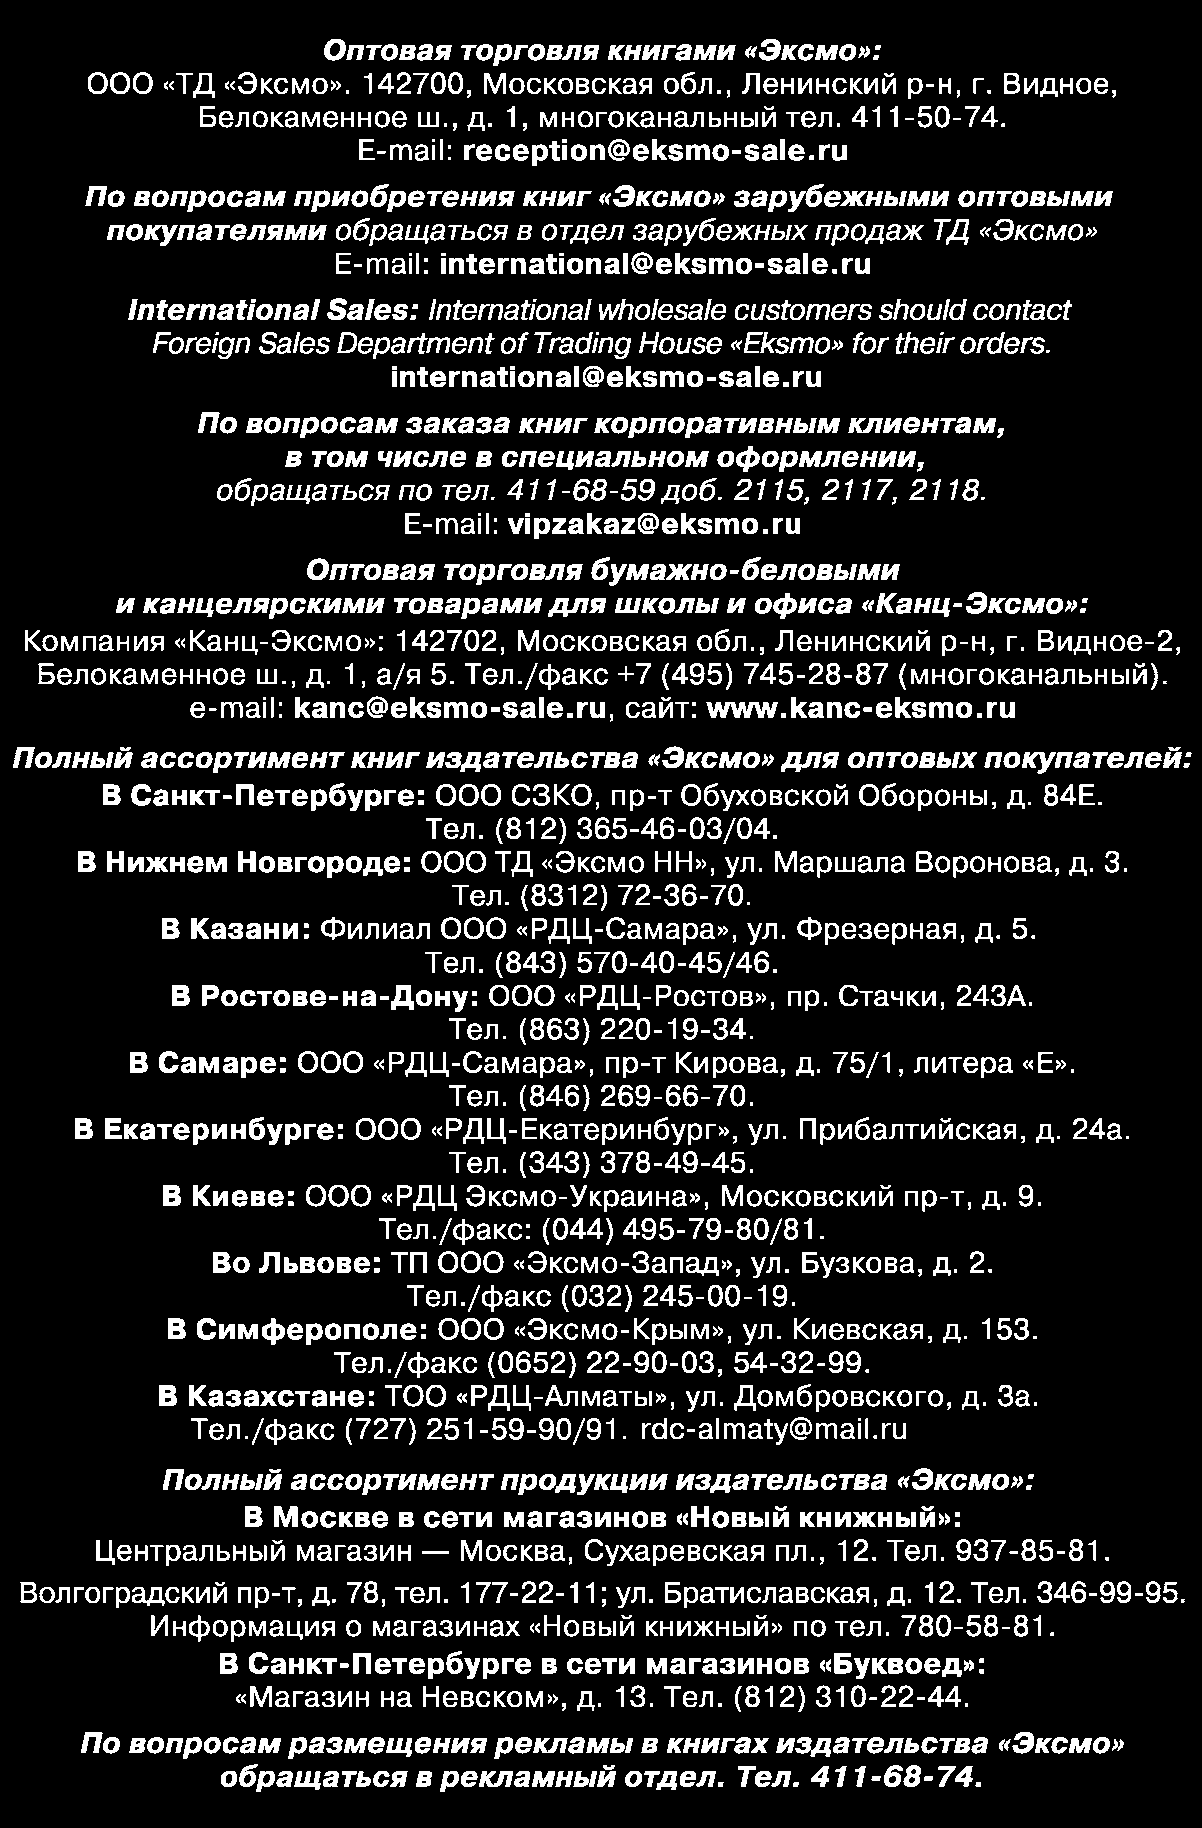 Оптовая торговля книгами «Эксмо»:
ООО «ТД «Эксмо». 142700, Московская обл., Ленинский р-н, г. Видное,
Белокаменное ш., д. 1, многоканальный тел. 411-50-74.
E-mail: reception@eksmo-sale.ru
По вопросам приобретения книг «Эксмо» зарубежными оптовыми
покупателями обращаться в отдел зарубежных продаж ТД «Эксмо»
E-mail: international@eksmo-sale.ru
International Sales: International wholesale customers should contact
Foreign Sales Department of Trading House «Eksmo» for their orders.
international@eksmo-sale.ru
По вопросам заказа книг корпоративным клиентам,
в том числе в специальном оформлении,
обращаться по тел. 411-68-59 доб. 2115, 2117, 2118.
E-mail: vipzakaz@eksmo.ru
Оптовая торговля бумажно-беловыми
и канцелярскими товарами для школы и офиса «Канц-Эксмо»:
Компания «Канц-Эксмо»: 142702, Московская обл., Ленинский р-н, г. Видное-2,
Белокаменное ш., д. 1, а/я 5. Тел./факс +7 (495) 745-28-87 (многоканальный).
e-mail: kanc@eksmo-sale.ru, сайт: www.kanc-eksmo.ru
Полный ассортимент книг издательства «Эксмо» для оптовых покупателей:
В Санкт-Петербурге: ООО СЗКО, пр-т Обуховской Обороны, д. 84Е.
Тел. (812) 365-46-03/04.
В Нижнем Новгороде: ООО ТД «Эксмо НН», ул. Маршала Воронова, д. 3.
Тел. (8312) 72-36-70.
В Казани: Филиал ООО «РДЦ-Самара», ул. Фрезерная, д. 5.
Тел. (843) 570-40-45/46.
В Ростове-на-Дону: ООО «РДЦ-Ростов», пр. Стачки, 243А.
Тел. (863) 220-19-34.
В Самаре: ООО «РДЦ-Самара», пр-т Кирова, д. 75/1, литера «Е».
Тел. (846) 269-66-70.
В Екатеринбурге: ООО «РДЦ-Екатеринбург», ул. Прибалтийская, д. 24а.
Тел. (343) 378-49-45.
В Киеве: ООО «РДЦ Эксмо-Украина», Московский пр-т, д. 9.
Тел./факс: (044) 495-79-80/81.
Во Львове: ТП ООО «Эксмо-Запад», ул. Бузкова, д. 2.
Тел./факс (032) 245-00-19.
В Симферополе: ООО «Эксмо-Крым», ул. Киевская, д. 153.
Тел./факс (0652) 22-90-03, 54-32-99.
В Казахстане: ТОО «РДЦ-Алматы», ул. Домбровского, д. 3а.
Тел./факс (727) 251-59-90/91. rdc-almaty@mail.ru
Полный ассортимент продукции издательства «Эксмо»:
В Москве в сети магазинов «Новый книжный»:
Центральный магазин — Москва, Сухаревская пл., 12. Тел. 937-85-81.
Волгоградский пр-т, д. 78, тел. 177-22-11; ул. Братиславская, д. 12. Тел. 346-99-95.
Информация о магазинах «Новый книжный» по тел. 780-58-81.
В Санкт-Петербурге в сети магазинов «Буквоед»:
«Магазин на Невском», д. 13. Тел. (812) 310-22-44.
По вопросам размещения рекламы в книгах издательства «Эксмо»
обращаться в рекламный отдел. Тел. 411-68-74.